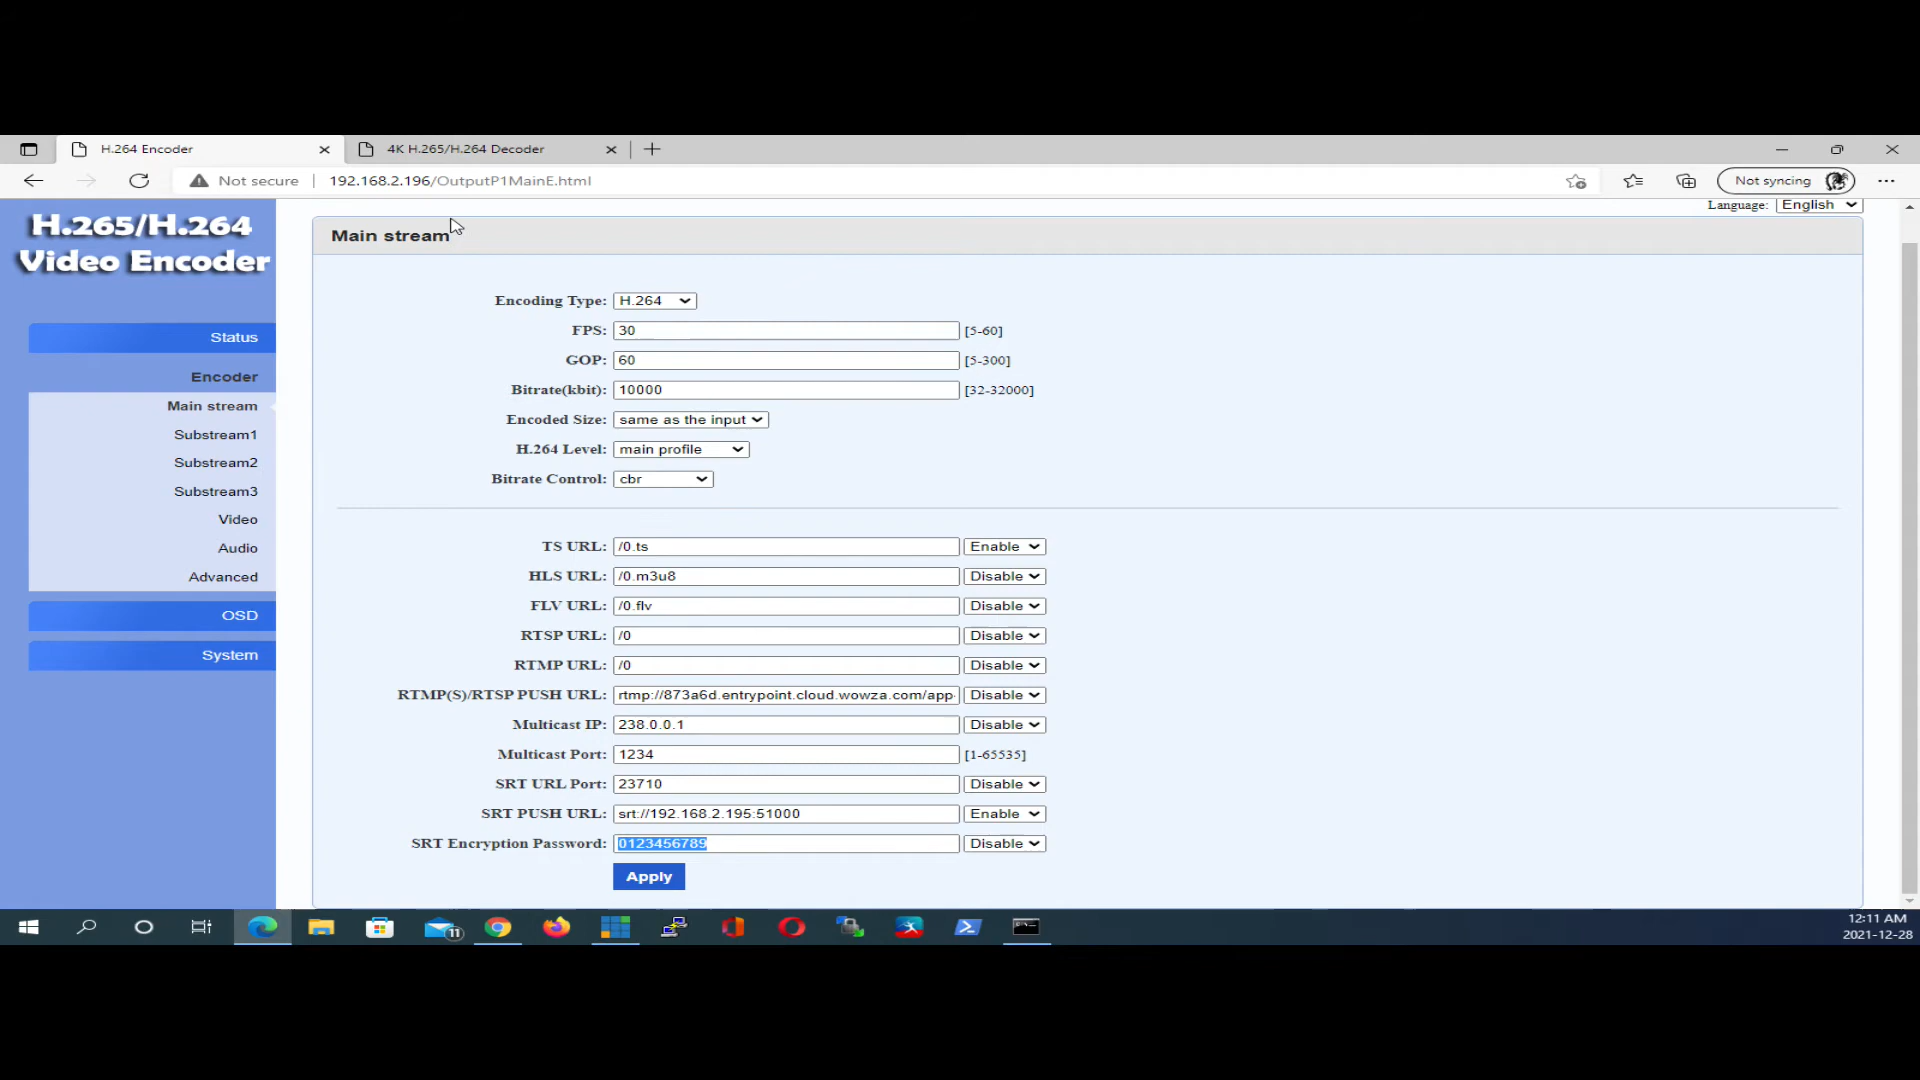 H.264 Encoder
4K H.265/H.264 Decoder
Not secure
192.168.2.196/OutputP1MainE.html
Not syncing
H.265/H.264
Video Encoder
Status
Encoder
Main stream
Substream1
Substream2
Substream3
Video
Audio
Advanced
OSD
System
Language: English
Main stream
Encoding Type: H.264
FPS: 30 [5-60]
GOP: 60 [5-300]
Bitrate(kbit): 10000 [32-32000]
Encoded Size: same as the input
H.264 Level: main profile
Bitrate Control: cbr
TS URL: /0.ts Enable
HLS URL: /0.m3u8 Disable
FLV URL: /0.flv Disable
RTSP URL: /0 Disable
RTMP URL: /0 Disable
RTMP(S)/RTSP PUSH URL: rtmp://873a6d.entrypoint.cloud.wowza.com/app- Disable
Multicast IP: 238.0.0.1 Disable
Multicast Port: 1234 [1-65535]
SRT URL Port: 23710 Disable
SRT PUSH URL: srt://192.168.2.195:51000 Enable
SRT Encryption Password: 0123456789 Disable
Apply
11
12:11 AM
2021-12-28